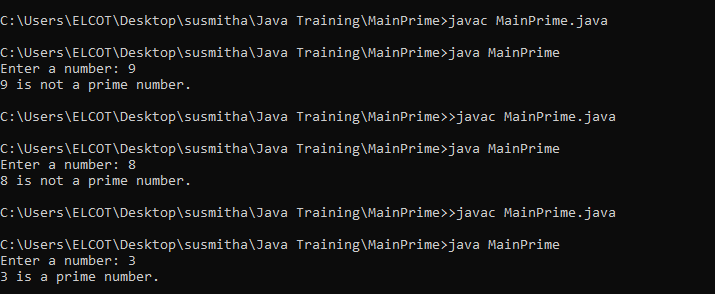 C:\Users\ELCOT\Desktop\susmitha\Java Training\MainPrime>javac MainPrime.java
C:\Users\ELCOT\Desktop\susmitha\Java Training\MainPrime>java MainPrime
Enter a number: 9
9 is not a prime number.
C:\Users\ELCOT\Desktop\susmitha\Java Training\MainPrime>>javac MainPrime.java
C:\Users\ELCOT\Desktop\susmitha\Java Training\MainPrime>java MainPrime
Enter a number: 8
8 is not a prime number.
C:\Users\ELCOT\Desktop\susmitha\Java Training\MainPrime>>javac MainPrime.java
C:\Users\ELCOT\Desktop\susmitha\Java Training\MainPrime>java MainPrime
Enter a number: 3
3 is a prime number.